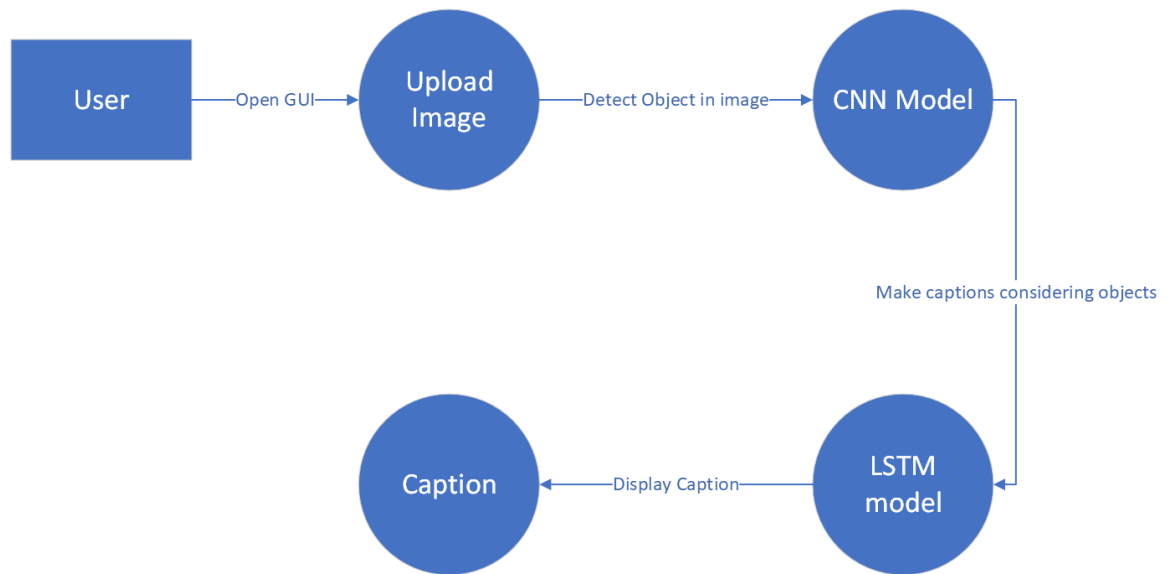 User
Open GUI
Upload
Image
Detect Object in image
CNN Model
Make captions considering objects
LSTM
model
Display Caption
Caption